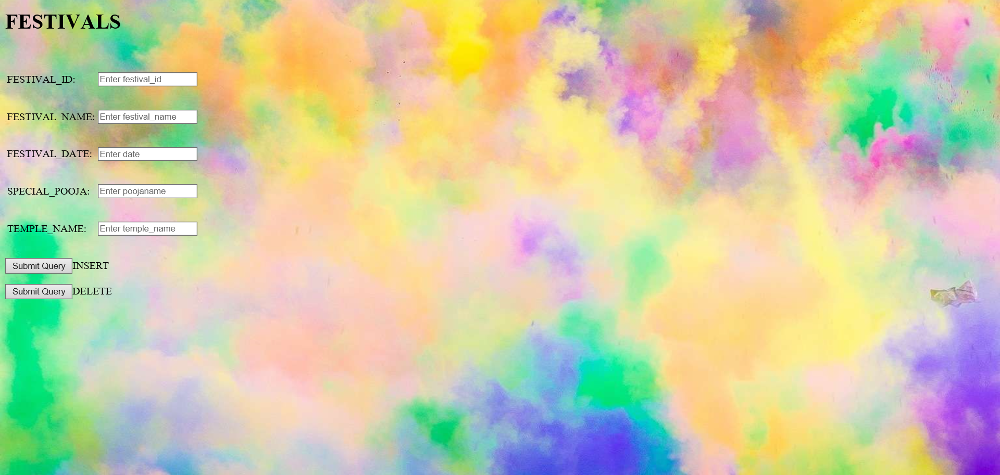 FESTIVALS
FESTIVAL_ID: Enter festival_id
FESTIVAL_NAME: Enter festival_name
FESTIVAL_DATE: Enter date
SPECIAL_POOJA: Enter poojaname
TEMPLE_NAME: Enter temple_name
Submit Query INSERT
Submit Query DELETE